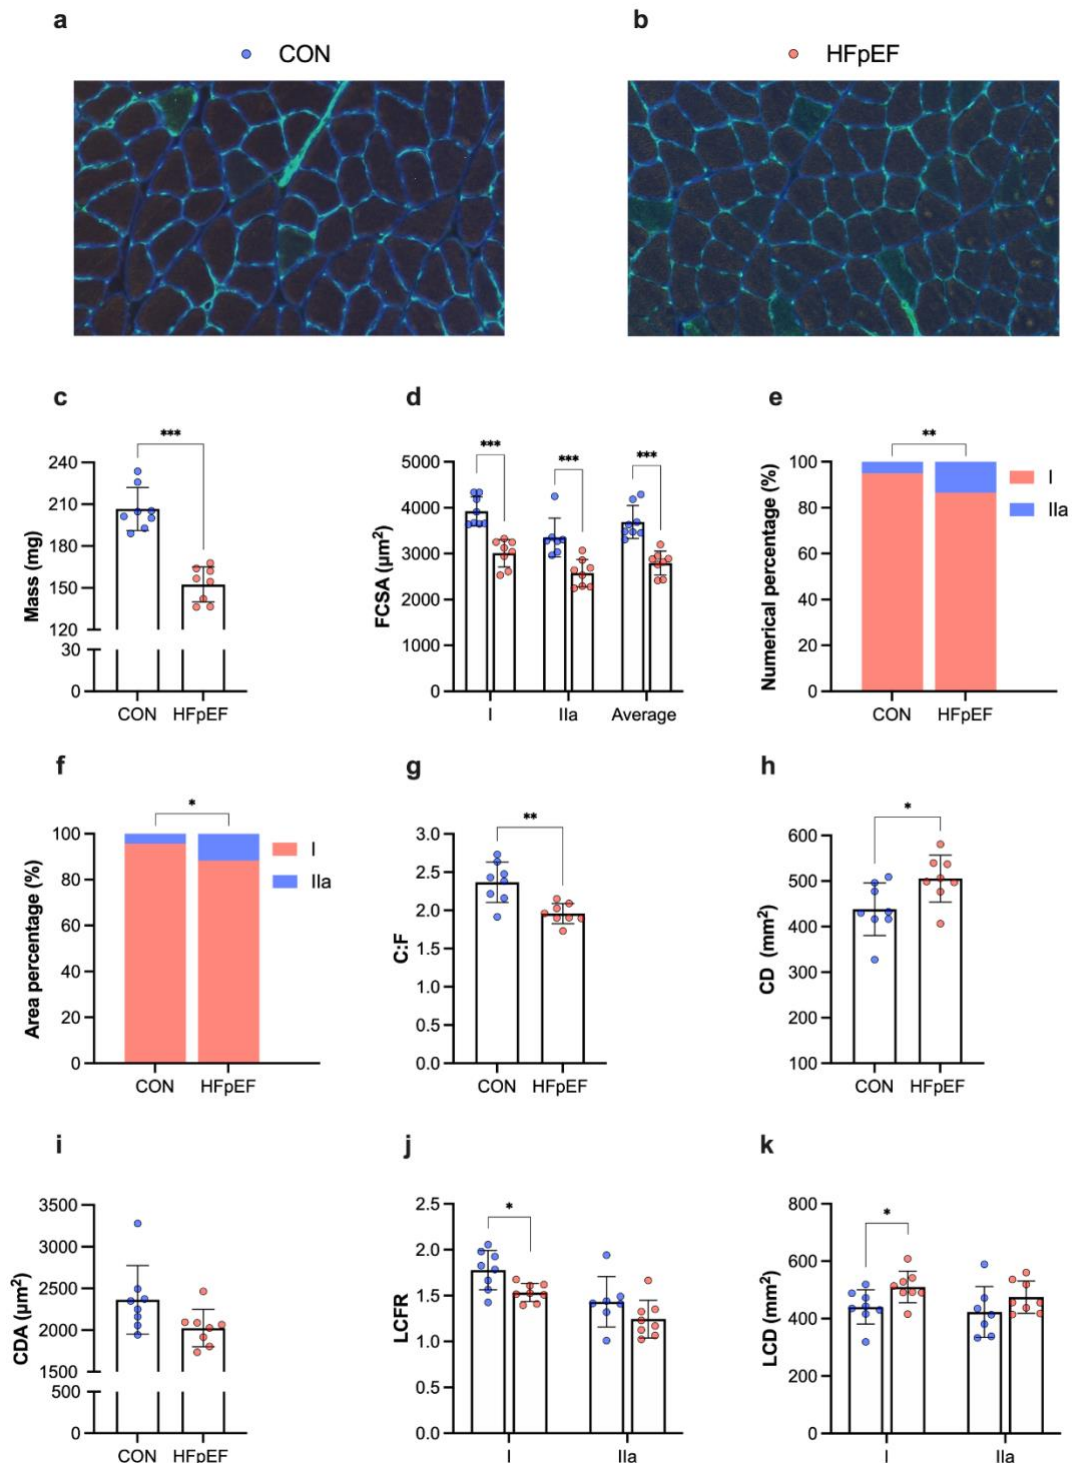 a
b
CON
HFpEF
c
d
e
***
Mass (mg)
240
210
180
150
120
30
0
CON HFpEF
***
***
***
FCSA (µm²)
5000
4000
3000
2000
1000
0
I IIa Average
**
Numerical percentage (%)
100
80
60
40
20
0
CON HFpEF
I
IIa
f
g
h
*
Area percentage (%)
100
80
60
40
20
0
CON HFpEF
I
IIa
**
C:F
3.0
2.5
2.0
1.5
1.0
0.5
0.0
CON HFpEF
*
CD (mm²)
600
500
400
300
200
100
CON HFpEF
i
j
k
CDA (µm²)
3500
3000
2500
2000
1500
500
0
CON HFpEF
*
LCFR
2.5
2.0
1.5
1.0
0.5
0.0
I IIa
*
LCD (mm²)
800
600
400
200
0
I IIa